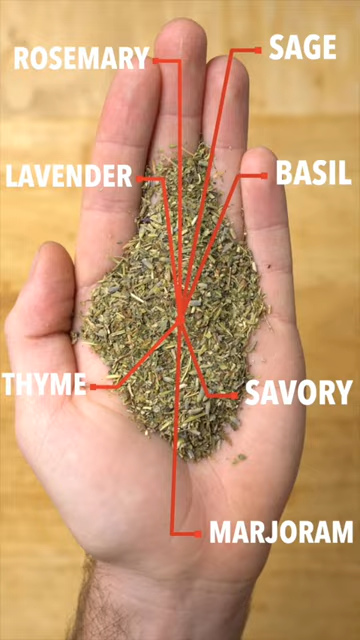 ROSEMARY
SAGE
LAVENDER
BASIL
THYME
SAVORY
MARJORAM